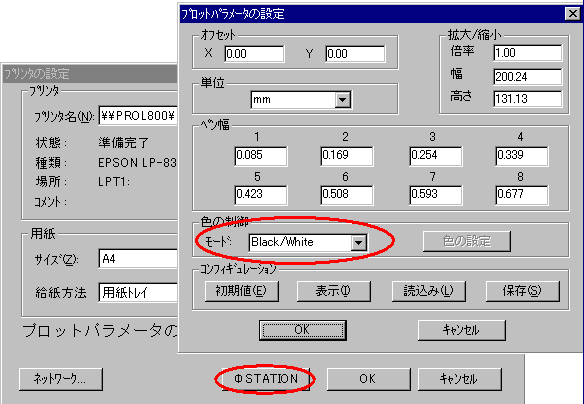 プロットパラメータの設定
オフセット
X 0.00 Y 0.00
拡大/縮小
倍率 1.00
幅 200.24
高さ 131.13
単位
mm
ペン幅
1 2 3 4
0.085 0.169 0.254 0.339
5 6 7 8
0.423 0.508 0.593 0.677
色の制御
モード: Black/White 色の設定
コンフィギュレーション
初期値(E) 表示(I) 読込み(L) 保存(S)
OK キャンセル
プリンタの設定
プリンタ
プリンタ名(N): ¥¥PROL800¥
状態: 準備完了
種類: EPSON LP-83
場所: LPT1:
コメント:
用紙
サイズ(Z): A4
給紙方法 用紙トレイ
プロットパラメータの
ネットワーク... ΦSTATION OK キャンセル